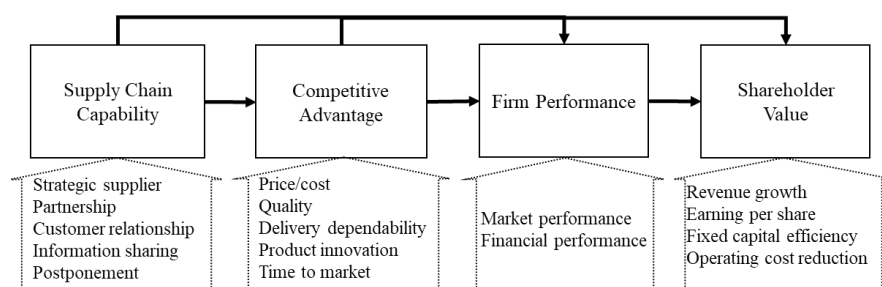 Supply Chain
Capability
Competitive
Advantage
Firm Performance
Shareholder
Value
Strategic supplier
Partnership
Customer relationship
Information sharing
Postponement
Price/cost
Quality
Delivery dependability
Product innovation
Time to market
Market performance
Financial performance
Revenue growth
Earning per share
Fixed capital efficiency
Operating cost reduction